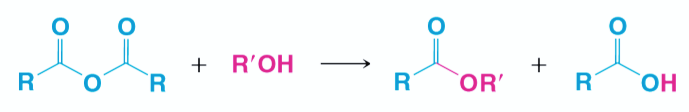 O O O O
R O R + R′OH → R OR′ + R OH